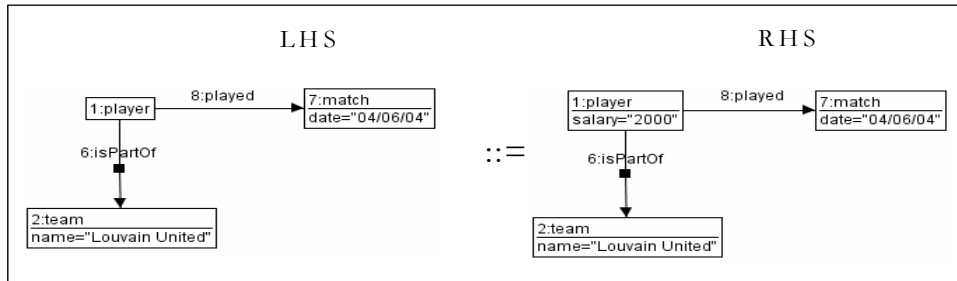 LHS
RHS
1:player
8:played
7:match
date="04/06/04"
6:isPartOf
2:team
name="Louvain United"
::=
1:player
salary="2000"
8:played
7:match
date="04/06/04"
6:isPartOf
2:team
name="Louvain United"